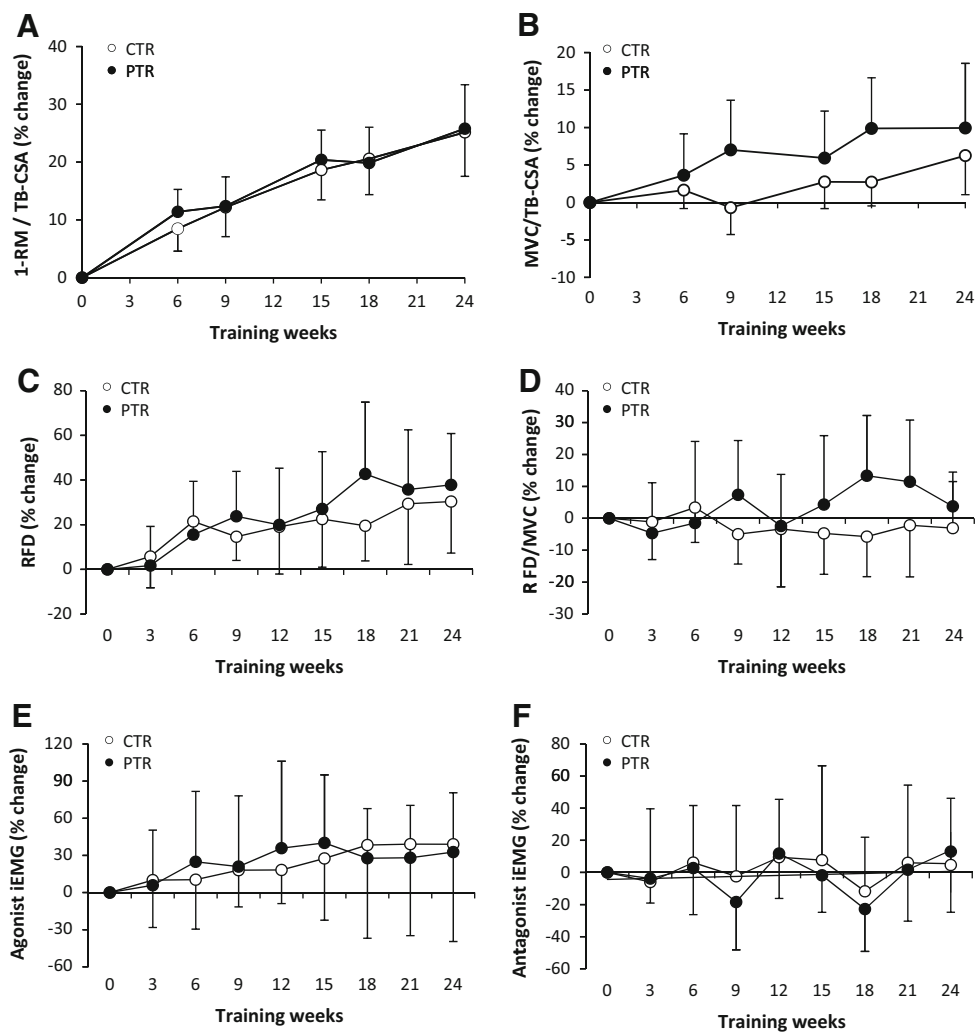 A
40
CTR
PTR
30
20
10
0
0 3 6 9 15 18 24
1-RM / TB-CSA (% change)
Training weeks
B
20
CTR
PTR
15
10
5
0
-5
-10
0 3 6 9 15 18 24
MVC/TB-CSA (% change)
Training weeks
C
80
CTR
PTR
60
40
20
0
-20
0 3 6 9 12 15 18 21 24
RFD (% change)
Training weeks
D
40
CTR
PTR
30
20
10
0
-10
-20
-30
0 3 6 9 12 15 18 21 24
RFD/MVC (% change)
Training weeks
E
120
CTR
PTR
90
60
30
0
-30
-60
0 3 6 9 12 15 18 21 24
Agonist iEMG (% change)
Training weeks
F
80
CTR
PTR
60
40
20
0
-20
-40
-60
0 3 6 9 12 15 18 21 24
Antagonist iEMG (% change)
Training weeks